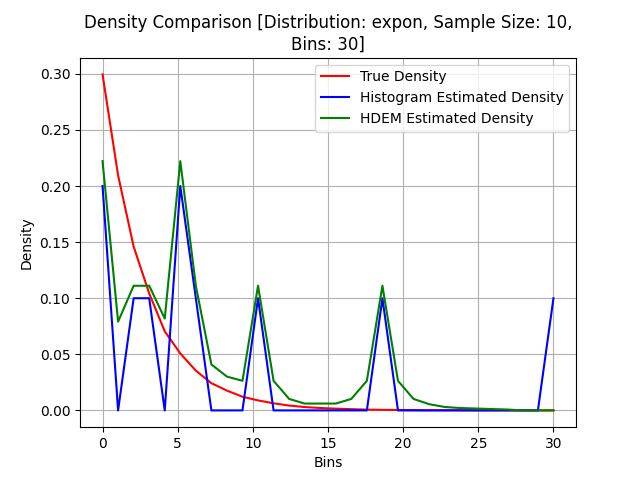 Density Comparison [Distribution: expon, Sample Size: 10,
Bins: 30]
True Density
Histogram Estimated Density
HDEM Estimated Density
Density
0.30
0.25
0.20
0.15
0.10
0.05
0.00
0 5 10 15 20 25 30
Bins